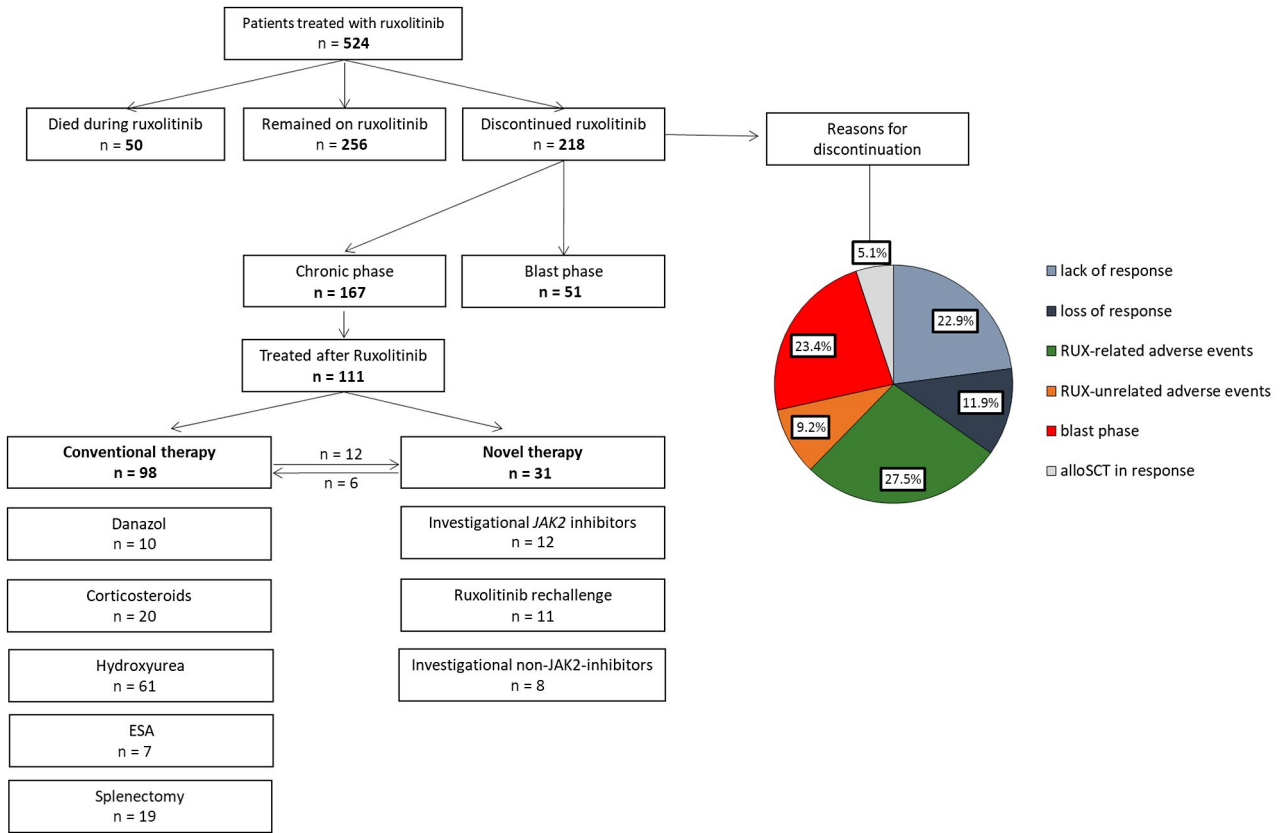 Patients treated with ruxolitinib
n = 524
Died during ruxolitinib
n = 50
Remained on ruxolitinib
n = 256
Discontinued ruxolitinib
n = 218
Reasons for
discontinuation
Chronic phase
n = 167
Blast phase
n = 51
Treated after Ruxolitinib
n = 111
Conventional therapy
n = 98
n = 12
n = 6
Novel therapy
n = 31
Danazol
n = 10
Corticosteroids
n = 20
Hydroxyurea
n = 61
ESA
n = 7
Splenectomy
n = 19
Investigational JAK2 inhibitors
n = 12
Ruxolitinib rechallenge
n = 11
Investigational non-JAK2-inhibitors
n = 8
5.1%
22.9%
11.9%
27.5%
9.2%
23.4%
lack of response
loss of response
RUX-related adverse events
RUX-unrelated adverse events
blast phase
alloSCT in response